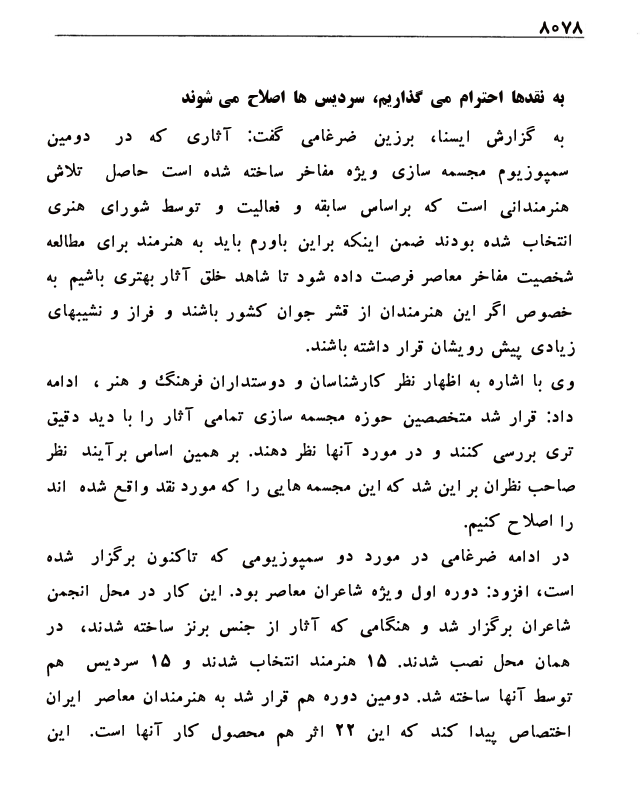 ۸۰۷۸
به نقدها احترام می گذاریم، سردیس ها اصلاح می شوند
به گزارش ایسنا، برزین ضرغامی گفت: آثاری که در دومین
سمپوزیوم مجسمه سازی ویژه مفاخر ساخته شده است حاصل تلاش
هنرمندانی است که براساس سابقه و فعالیت و توسط شورای هنری
انتخاب شده بودند ضمن اینکه براین باورم باید به هنرمند برای مطالعه
شخصیت مفاخر معاصر فرصت داده شود تا شاهد خلق آثار بهتری باشیم به
خصوص اگر این هنرمندان از قشر جوان کشور باشند و فراز و نشیبهای
زیادی پیش رویشان قرار داشته باشند.
وی با اشاره به اظهار نظر کارشناسان و دوستداران فرهنگ و هنر ، ادامه
داد: قرار شد متخصصین حوزه مجسمه سازی تمامی آثار را با دید دقیق
تری بررسی کنند و در مورد آنها نظر دهند. بر همین اساس برآیند نظر
صاحب نظران بر این شد که این مجسمه هایی را که مورد نقد واقع شده اند
را اصلاح کنیم.
در ادامه ضرغامی در مورد دو سمپوزیومی که تاکنون برگزار شده
است، افزود: دوره اول ویژه شاعران معاصر بود. این کار در محل انجمن
شاعران برگزار شد و هنگامی که آثار از جنس برنز ساخته شدند، در
همان محل نصب شدند. ۱۵ هنرمند انتخاب شدند و ۱۵ سردیس هم
توسط آنها ساخته شد. دومین دوره هم قرار شد به هنرمندان معاصر ایران
اختصاص پیدا کند که این ۲۲ اثر هم محصول کار آنها است. این